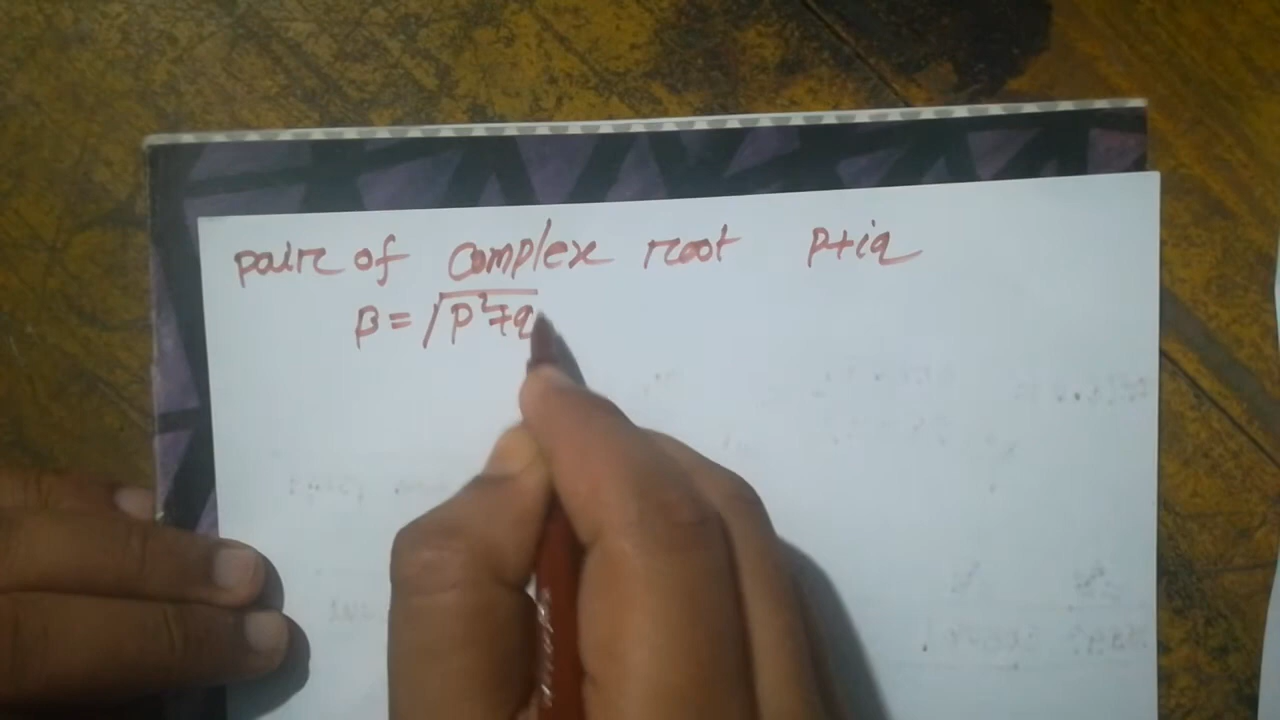 pair of complex root p+iq
β = √p²+q